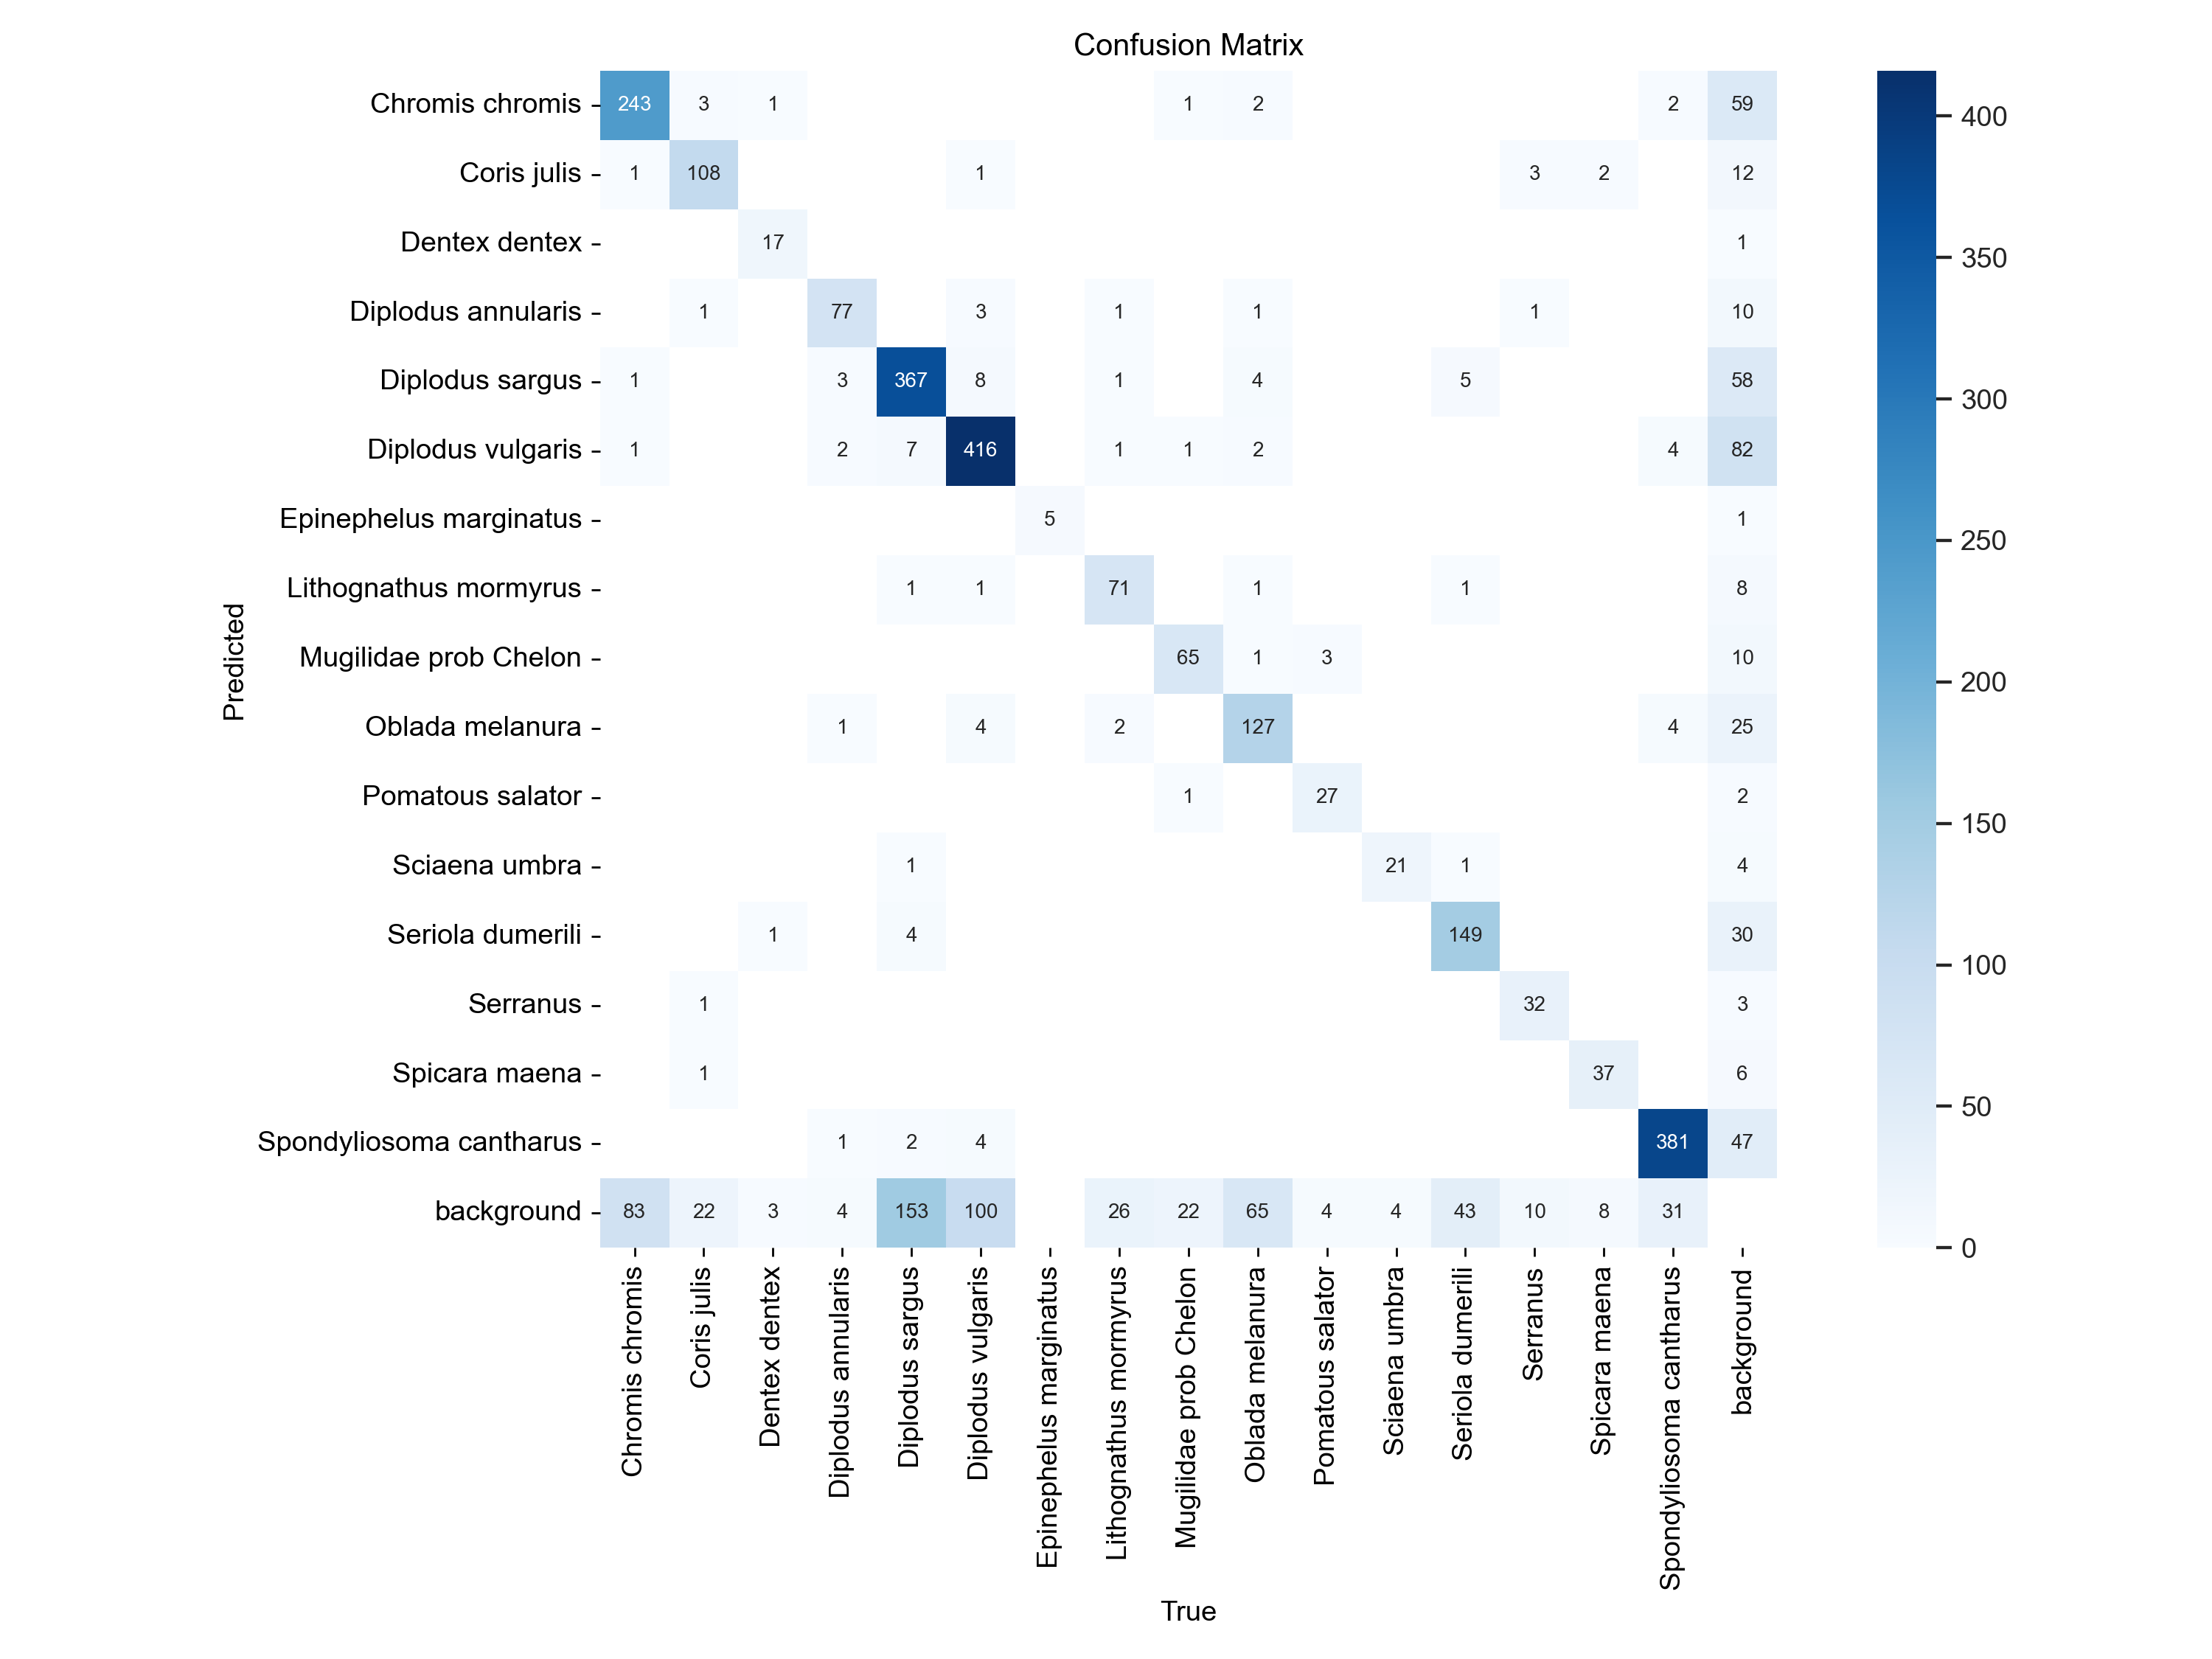 Confusion Matrix
Chromis chromis 243 3 1 1 2 2 59
Coris julis 1 108 1 3 2 12
Dentex dentex 17 1
Diplodus annularis 1 77 3 1 1 1 10
Diplodus sargus 1 3 367 8 1 4 5 58
Diplodus vulgaris 1 2 7 416 1 1 2 4 82
Epinephelus marginatus 5 1
Lithognathus mormyrus 1 1 71 1 1 8
Mugilidae prob Chelon 65 1 3 10
Oblada melanura 1 4 2 127 4 25
Pomatous salator 1 27 2
Sciaena umbra 1 21 1 4
Seriola dumerili 1 4 149 30
Serranus 1 32 3
Spicara maena 1 37 6
Spondyliosoma cantharus 1 2 4 381 47
background 83 22 3 4 153 100 26 22 65 4 4 43 10 8 31
Predicted
Chromis chromis
Coris julis
Dentex dentex
Diplodus annularis
Diplodus sargus
Diplodus vulgaris
Epinephelus marginatus
Lithognathus mormyrus
Mugilidae prob Chelon
Oblada melanura
Pomatous salator
Sciaena umbra
Seriola dumerili
Serranus
Spicara maena
Spondyliosoma cantharus
background
True
400
350
300
250
200
150
100
50
0